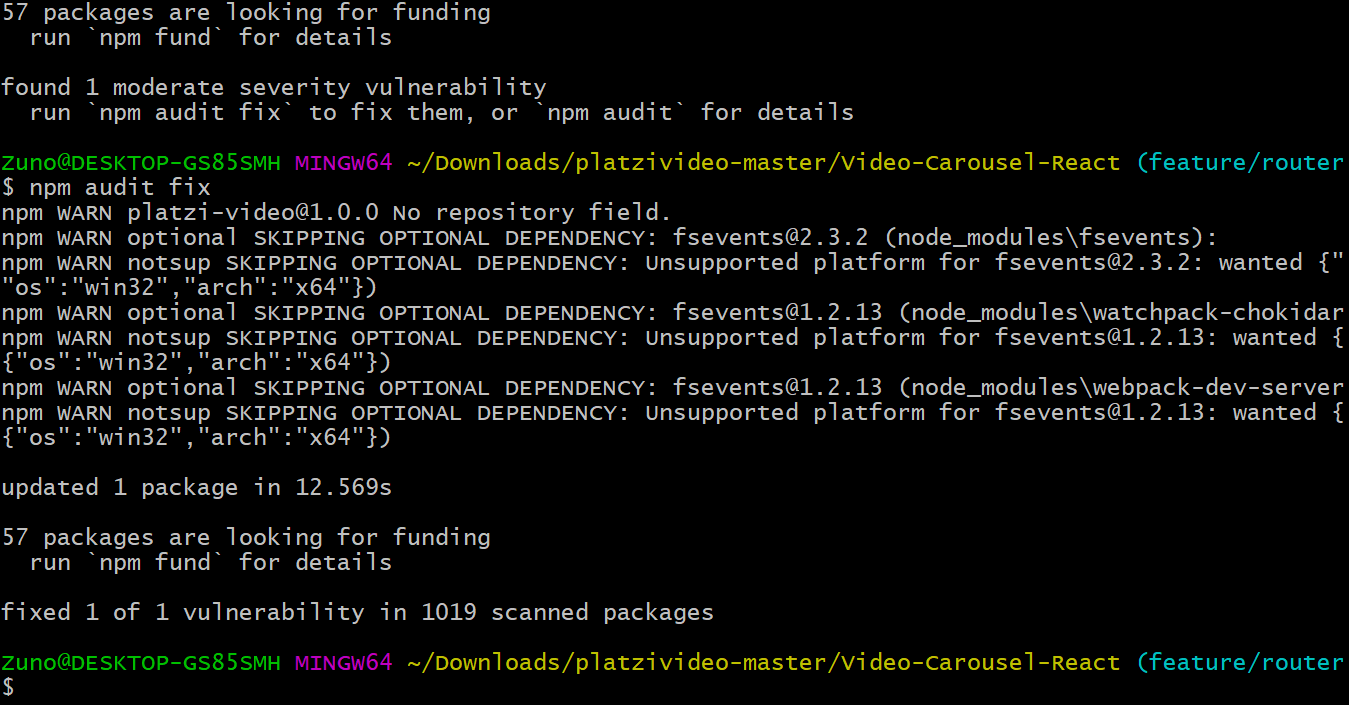 57 packages are looking for funding
  run `npm fund` for details

found 1 moderate severity vulnerability
  run `npm audit fix` to fix them, or `npm audit` for details

Zuno@DESKTOP-GS85SMH MINGW64 ~/Downloads/platzivideo-master/Video-Carousel-React (feature/router
$ npm audit fix
npm WARN platzi-video@1.0.0 No repository field.
npm WARN optional SKIPPING OPTIONAL DEPENDENCY: fsevents@2.3.2 (node_modules\fsevents):
npm WARN notsup SKIPPING OPTIONAL DEPENDENCY: Unsupported platform for fsevents@2.3.2: wanted {"
"os":"win32","arch":"x64"})
npm WARN optional SKIPPING OPTIONAL DEPENDENCY: fsevents@1.2.13 (node_modules\watchpack-chokidar
npm WARN notsup SKIPPING OPTIONAL DEPENDENCY: Unsupported platform for fsevents@1.2.13: wanted {
{"os":"win32","arch":"x64"})
npm WARN optional SKIPPING OPTIONAL DEPENDENCY: fsevents@1.2.13 (node_modules\webpack-dev-server
npm WARN notsup SKIPPING OPTIONAL DEPENDENCY: Unsupported platform for fsevents@1.2.13: wanted {
{"os":"win32","arch":"x64"})

updated 1 package in 12.569s

57 packages are looking for funding
  run `npm fund` for details

fixed 1 of 1 vulnerability in 1019 scanned packages

Zuno@DESKTOP-GS85SMH MINGW64 ~/Downloads/platzivideo-master/Video-Carousel-React (feature/router
$